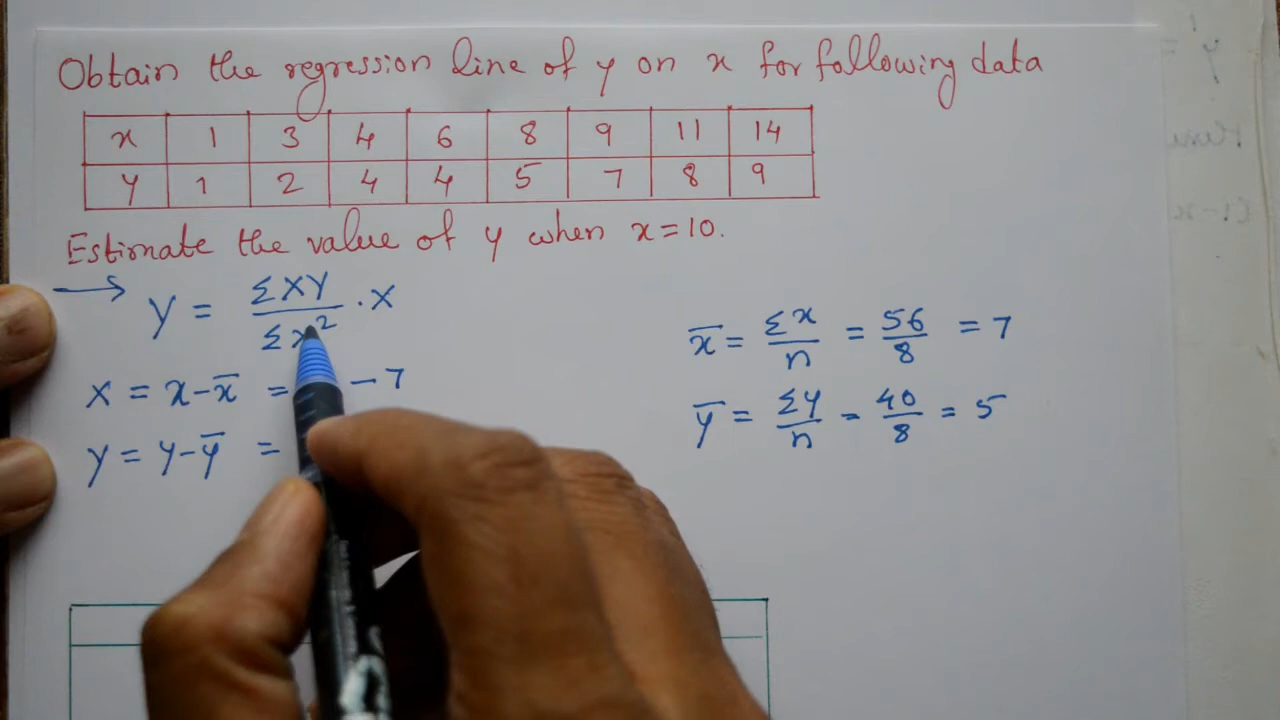 Obtain the regression line of y on x for following data
x 1 3 4 6 8 9 11 14
y 1 2 4 4 5 7 8 9
Estimate the value of y when x=10.
→ Y = ΣXY / Σx² . X
X = x - x̄ = - 7
y = y - ȳ =
x̄ = Σx / n = 56 / 8 = 7
ȳ = Σy / n = 40 / 8 = 5